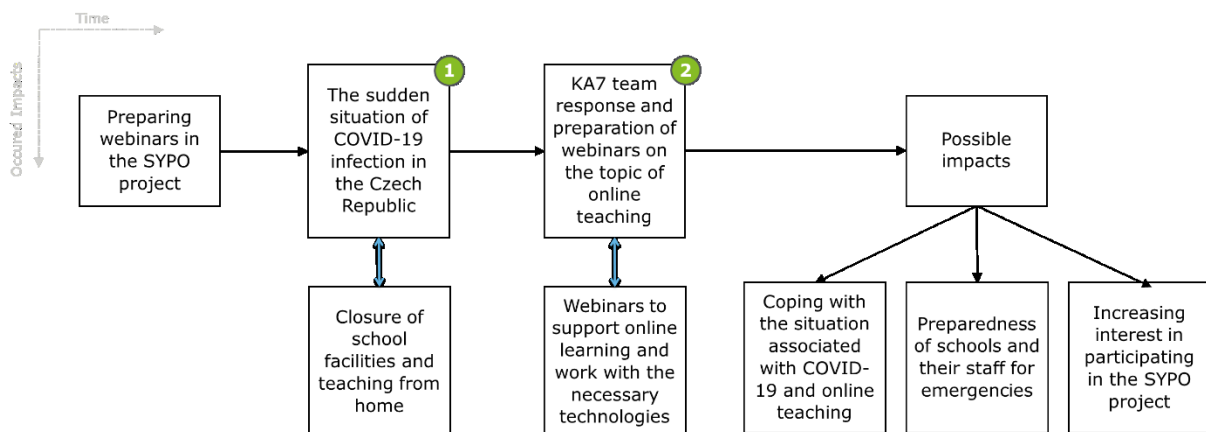 Time
Occured Impacts
1
2
Preparing
webinars in
the SYPO
project
The sudden
situation of
COVID-19
infection in
the Czech
Republic
KA7 team
response and
preparation of
webinars on
the topic of
online
teaching
Possible
impacts
Closure of
school
facilities and
teaching from
home
Webinars to
support online
learning and
work with the
necessary
technologies
Coping with
the situation
associated
with COVID-
19 and online
teaching
Preparedness
of schools and
their staff for
emergencies
Increasing
interest in
participating
in the SYPO
project